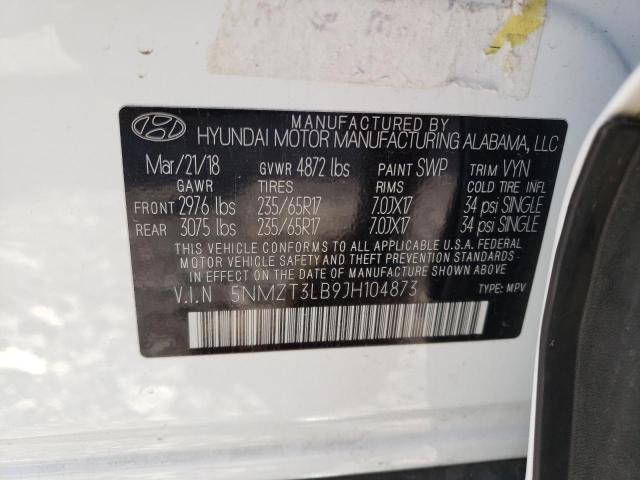 MANUFACTURED BY
HYUNDAI MOTOR MANUFACTURING ALABAMA, LLC
Mar/21/18 GVWR 4872 lbs PAINT SWP TRIM VYN
GAWR TIRES RIMS COLD TIRE INFL
FRONT 2976 lbs 235/65R17 7.0JX17 34 psi SINGLE
REAR 3075 lbs 235/65R17 7.0JX17 34 psi SINGLE
THIS VEHICLE CONFORMS TO ALL APPLICABLE U.S.A. FEDERAL
MOTOR VEHICLE SAFETY AND THEFT PREVENTION STANDARDS
IN EFFECT ON THE DATE OF MANUFACTURE SHOWN ABOVE.
V.I.N 5NMZT3LB9JH104873 TYPE: MPV